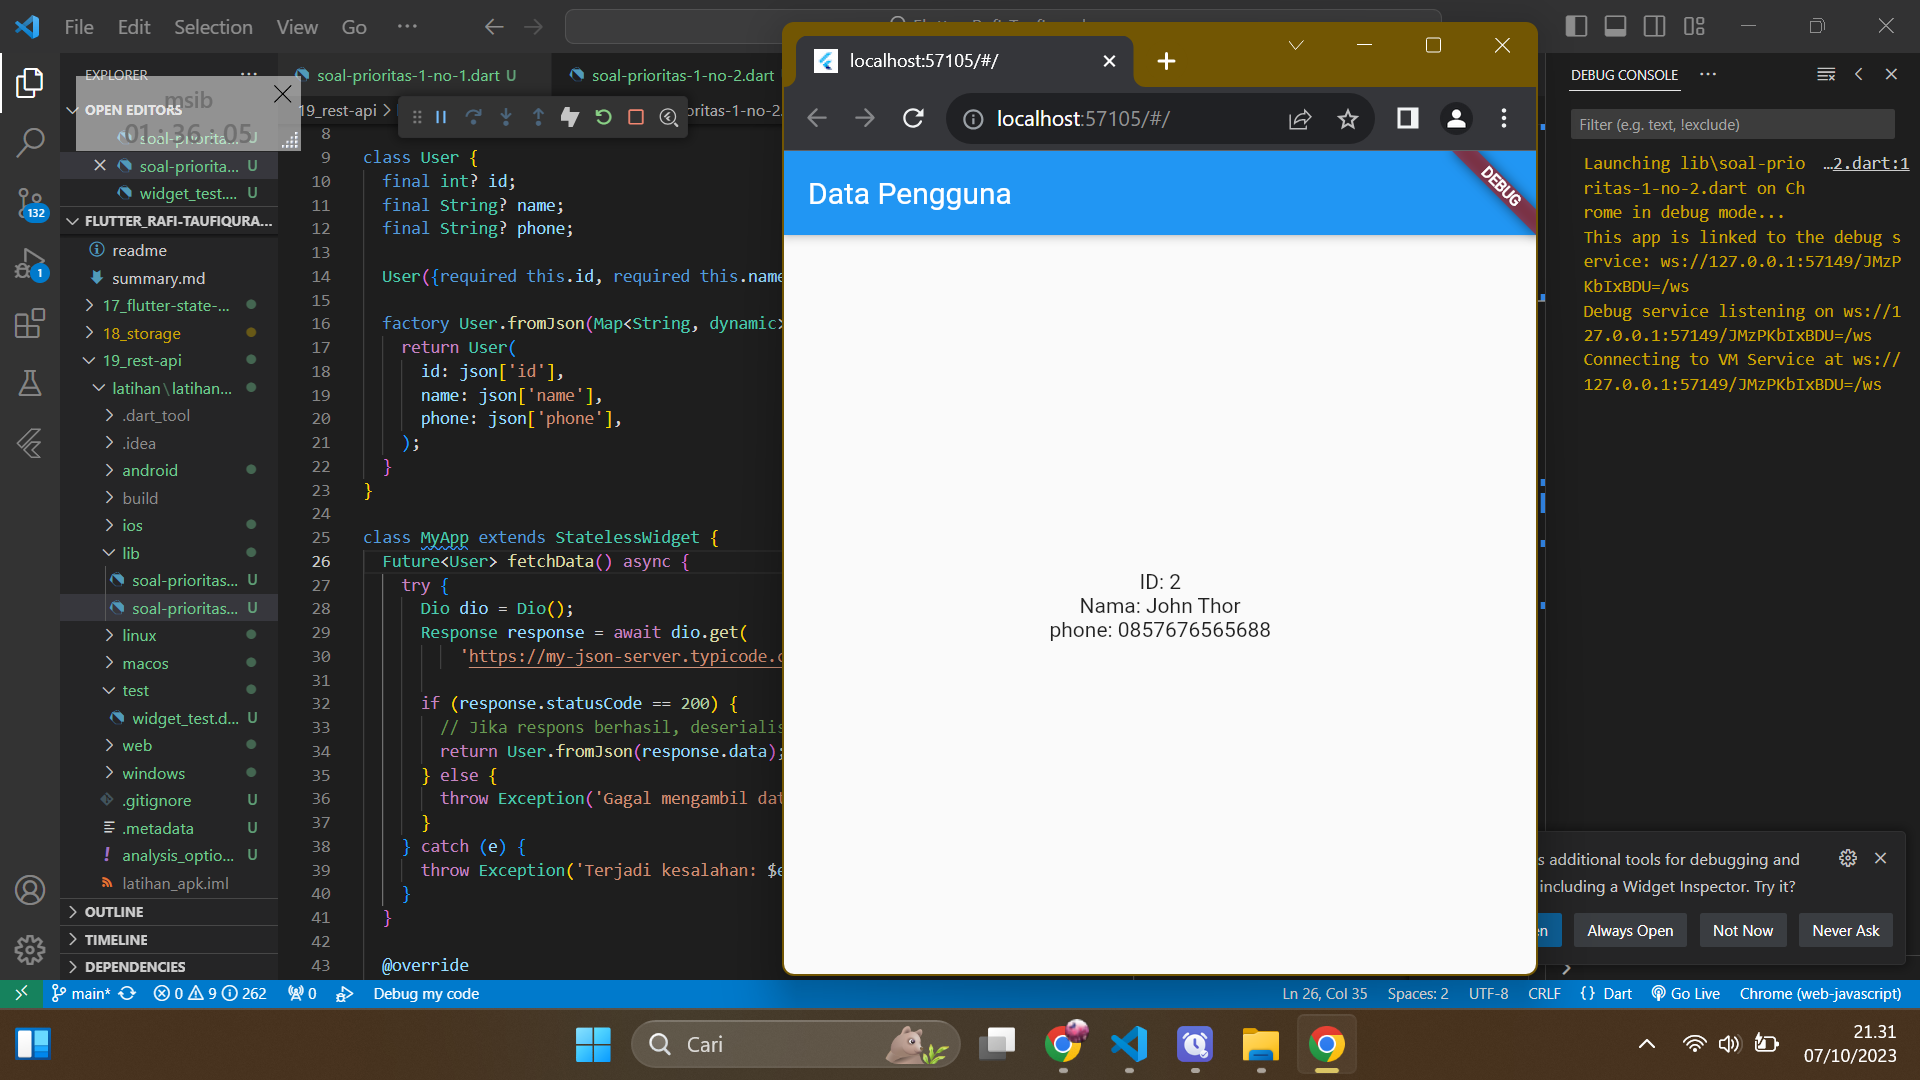 File Edit Selection View Go ···
EXPLORER ···
msib
01 : 36 : 05
OPEN EDITORS
soal-priorita... U
soal-priorita... U
widget_test.... U
FLUTTER_RAFI-TAUFIQURA...
readme
summary.md
17_flutter-state-...
18_storage
19_rest-api
latihan\latihan...
.dart_tool
.idea
android
build
ios
lib
soal-prioritas... U
soal-prioritas... U
linux
macos
test
widget_test.d... U
web
windows
.gitignore U
.metadata U
analysis_optio... U
latihan_apk.iml
OUTLINE
TIMELINE
DEPENDENCIES
132
1
soal-prioritas-1-no-1.dart U
soal-prioritas-1-no-2.dart
19_rest-api >
oritas-1-no-2.
8
9 class User {
10 final int? id;
11 final String? name;
12 final String? phone;
13
14 User({required this.id, required this.name
15
16 factory User.fromJson(Map<String, dynamic>
17 return User(
18 id: json['id'],
19 name: json['name'],
20 phone: json['phone'],
21 );
22 }
23 }
24
25 class MyApp extends StatelessWidget {
26 Future<User> fetchData() async {
27 try {
28 Dio dio = Dio();
29 Response response = await dio.get(
30 'https://my-json-server.typicode.c
31
32 if (response.statusCode == 200) {
33 // Jika respons berhasil, deserialis
34 return User.fromJson(response.data);
35 } else {
36 throw Exception('Gagal mengambil dat
37 }
38 } catch (e) {
39 throw Exception('Terjadi kesalahan: $e
40 }
41 }
42
43 @override
localhost:57105/#/
localhost:57105/#/
Data Pengguna
DEBUG
ID: 2
Nama: John Thor
phone: 0857676565688
DEBUG CONSOLE ···
Filter (e.g. text, !exclude)
Launching lib\soal-prio …2.dart:1
ritas-1-no-2.dart on Ch
rome in debug mode...
This app is linked to the debug s
ervice: ws://127.0.0.1:57149/JMzP
KbIxBDU=/ws
Debug service listening on ws://1
27.0.0.1:57149/JMzPKbIxBDU=/ws
Connecting to VM Service at ws://
127.0.0.1:57149/JMzPKbIxBDU=/ws
s additional tools for debugging and
including a Widget Inspector. Try it?
en Always Open Not Now Never Ask
main* 0 9 262 0 Debug my code
Ln 26, Col 35 Spaces: 2 UTF-8 CRLF {} Dart Go Live Chrome (web-javascript)
Cari
21.31
07/10/2023